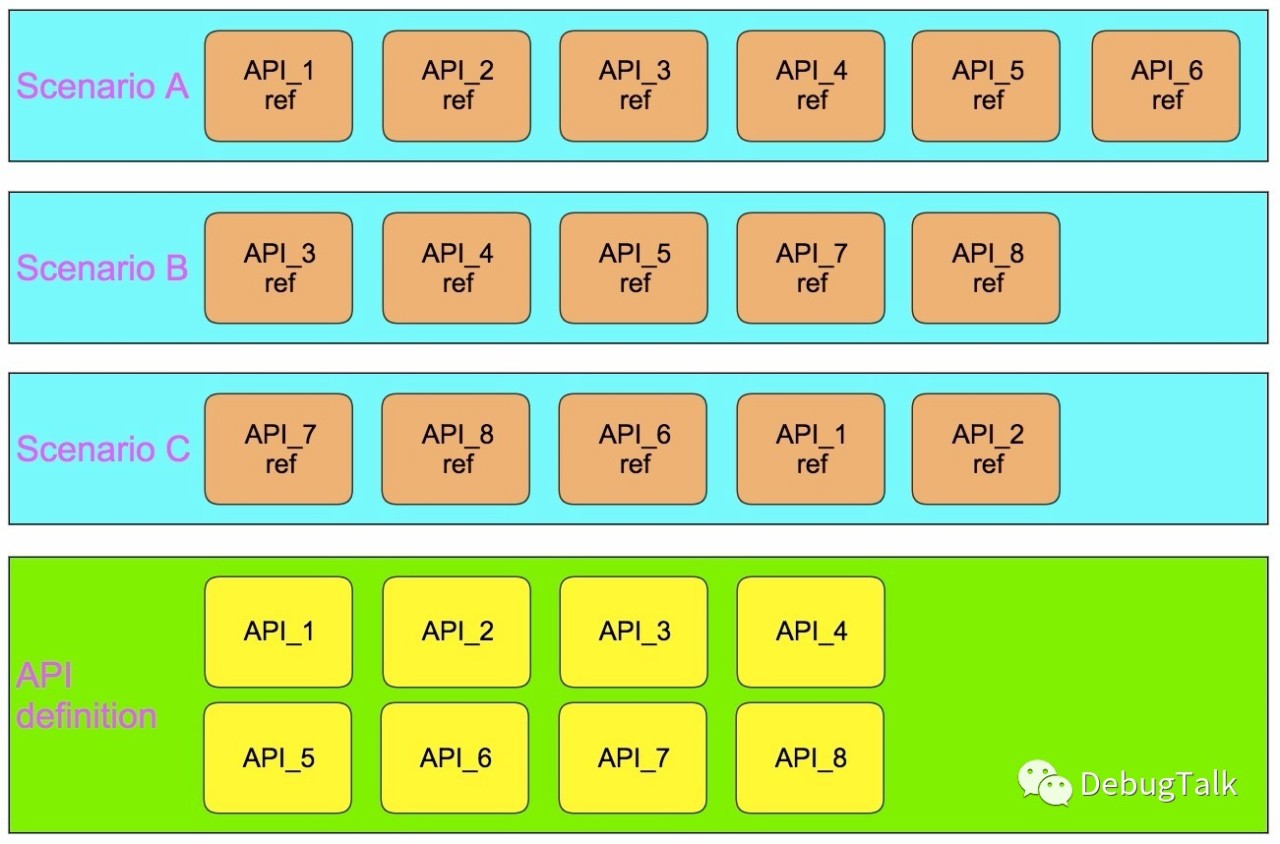 Scenario A
API_1
ref
API_2
ref
API_3
ref
API_4
ref
API_5
ref
API_6
ref
Scenario B
API_3
ref
API_4
ref
API_5
ref
API_7
ref
API_8
ref
Scenario C
API_7
ref
API_8
ref
API_6
ref
API_1
ref
API_2
ref
API
definition
API_1
API_2
API_3
API_4
API_5
API_6
API_7
API_8
DebugTalk